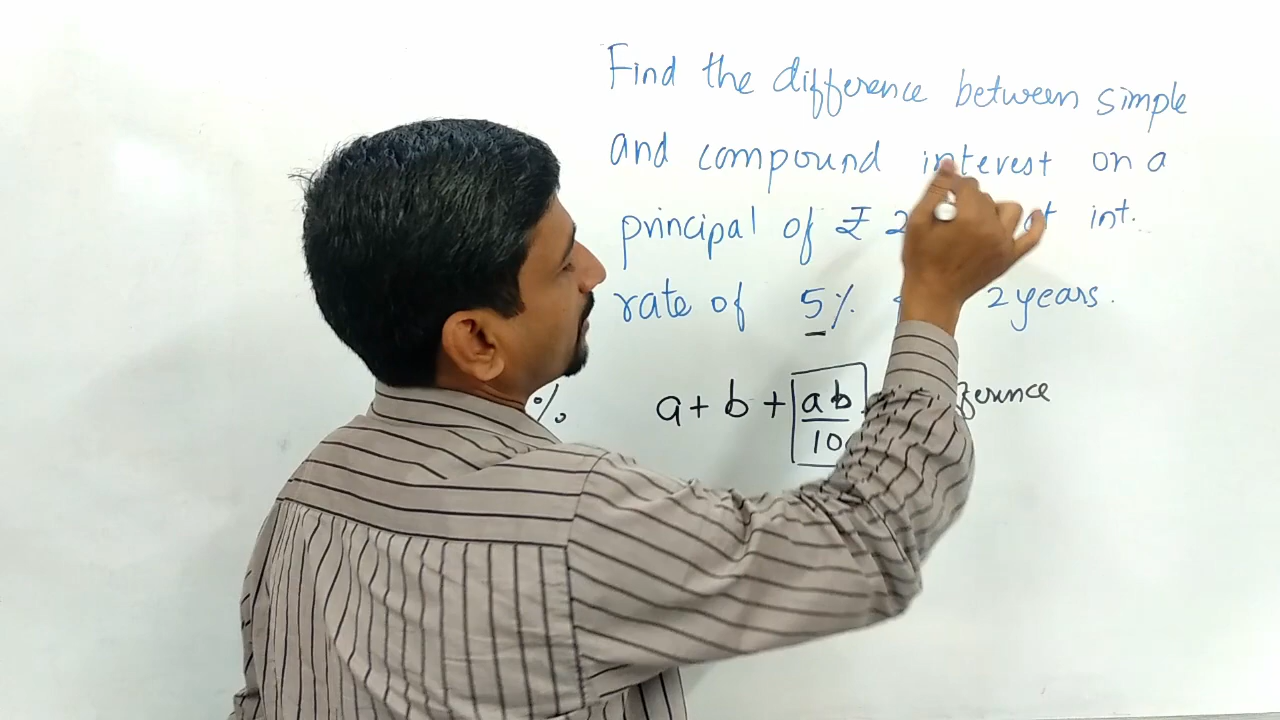 Find the difference between simple
and compound interest on a
principal of ₹ 2 at int.
rate of 5% 2 years.
% a + b + ab/10 ference